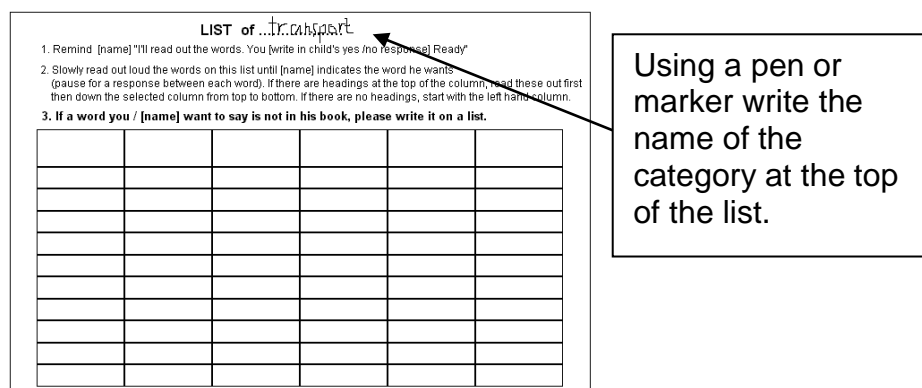 LIST of ...transport
1. Remind [name] "I'll read out the words. You [write in child's yes /no response] Ready"
2. Slowly read out loud the words on this list until [name] indicates the word he wants
(pause for a response between each word). If there are headings at the top of the column, read these out first
then down the selected column from top to bottom. If there are no headings, start with the left hand column.
3. If a word you / [name] want to say is not in his book, please write it on a list.
Using a pen or
marker write the
name of the
category at the top
of the list.